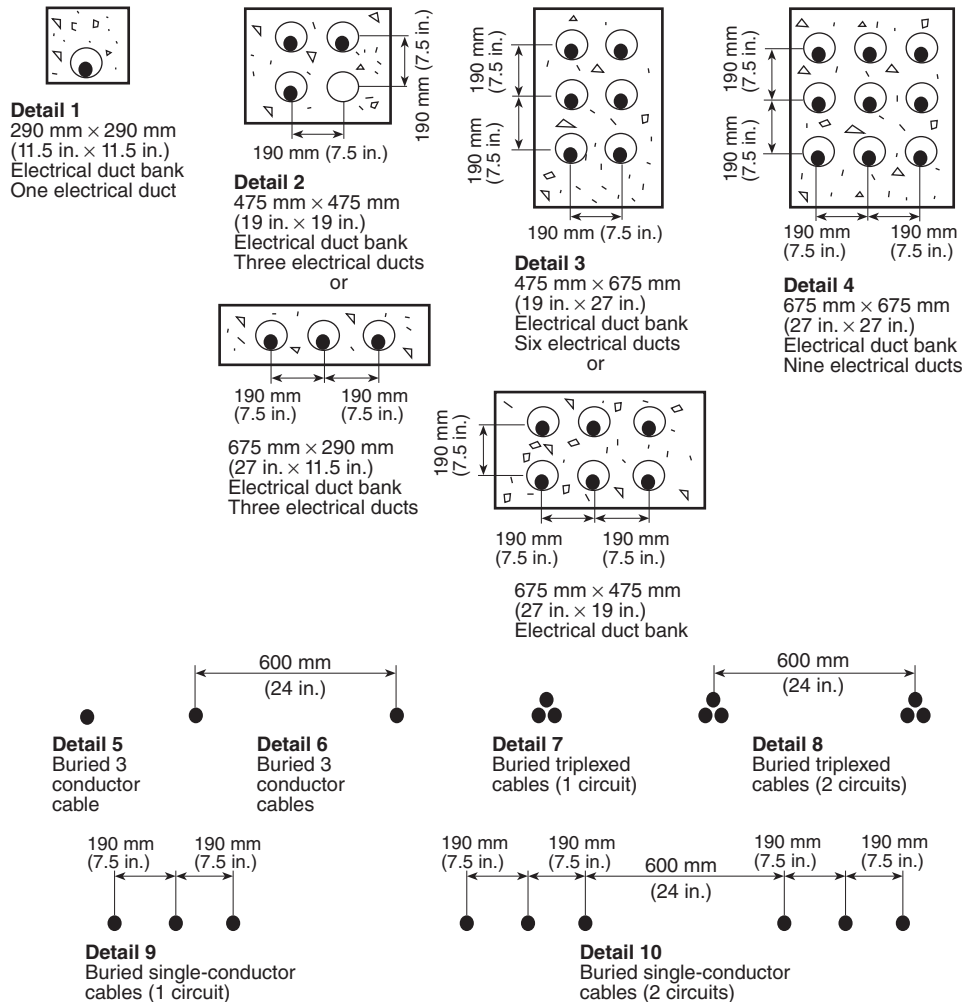 Detail 1
290 mm × 290 mm
(11.5 in. × 11.5 in.)
Electrical duct bank
One electrical duct
190 mm (7.5 in.)
190 mm (7.5 in.)
Detail 2
475 mm × 475 mm
(19 in. × 19 in.)
Electrical duct bank
Three electrical ducts
or
190 mm
(7.5 in.)
190 mm
(7.5 in.)
675 mm × 290 mm
(27 in. × 11.5 in.)
Electrical duct bank
Three electrical ducts
190 mm
(7.5 in.)
190 mm
(7.5 in.)
190 mm (7.5 in.)
Detail 3
475 mm × 675 mm
(19 in. × 27 in.)
Electrical duct bank
Six electrical ducts
or
190 mm
(7.5 in.)
190 mm
(7.5 in.)
190 mm
(7.5 in.)
675 mm × 475 mm
(27 in. × 19 in.)
Electrical duct bank
190 mm
(7.5 in.)
190 mm
(7.5 in.)
190 mm
(7.5 in.)
190 mm
(7.5 in.)
Detail 4
675 mm × 675 mm
(27 in. × 27 in.)
Electrical duct bank
Nine electrical ducts
Detail 5
Buried 3
conductor
cable
600 mm
(24 in.)
Detail 6
Buried 3
conductor
cables
Detail 7
Buried triplexed
cables (1 circuit)
600 mm
(24 in.)
Detail 8
Buried triplexed
cables (2 circuits)
190 mm
(7.5 in.)
190 mm
(7.5 in.)
Detail 9
Buried single-conductor
cables (1 circuit)
190 mm
(7.5 in.)
190 mm
(7.5 in.)
600 mm
(24 in.)
190 mm
(7.5 in.)
190 mm
(7.5 in.)
Detail 10
Buried single-conductor
cables (2 circuits)